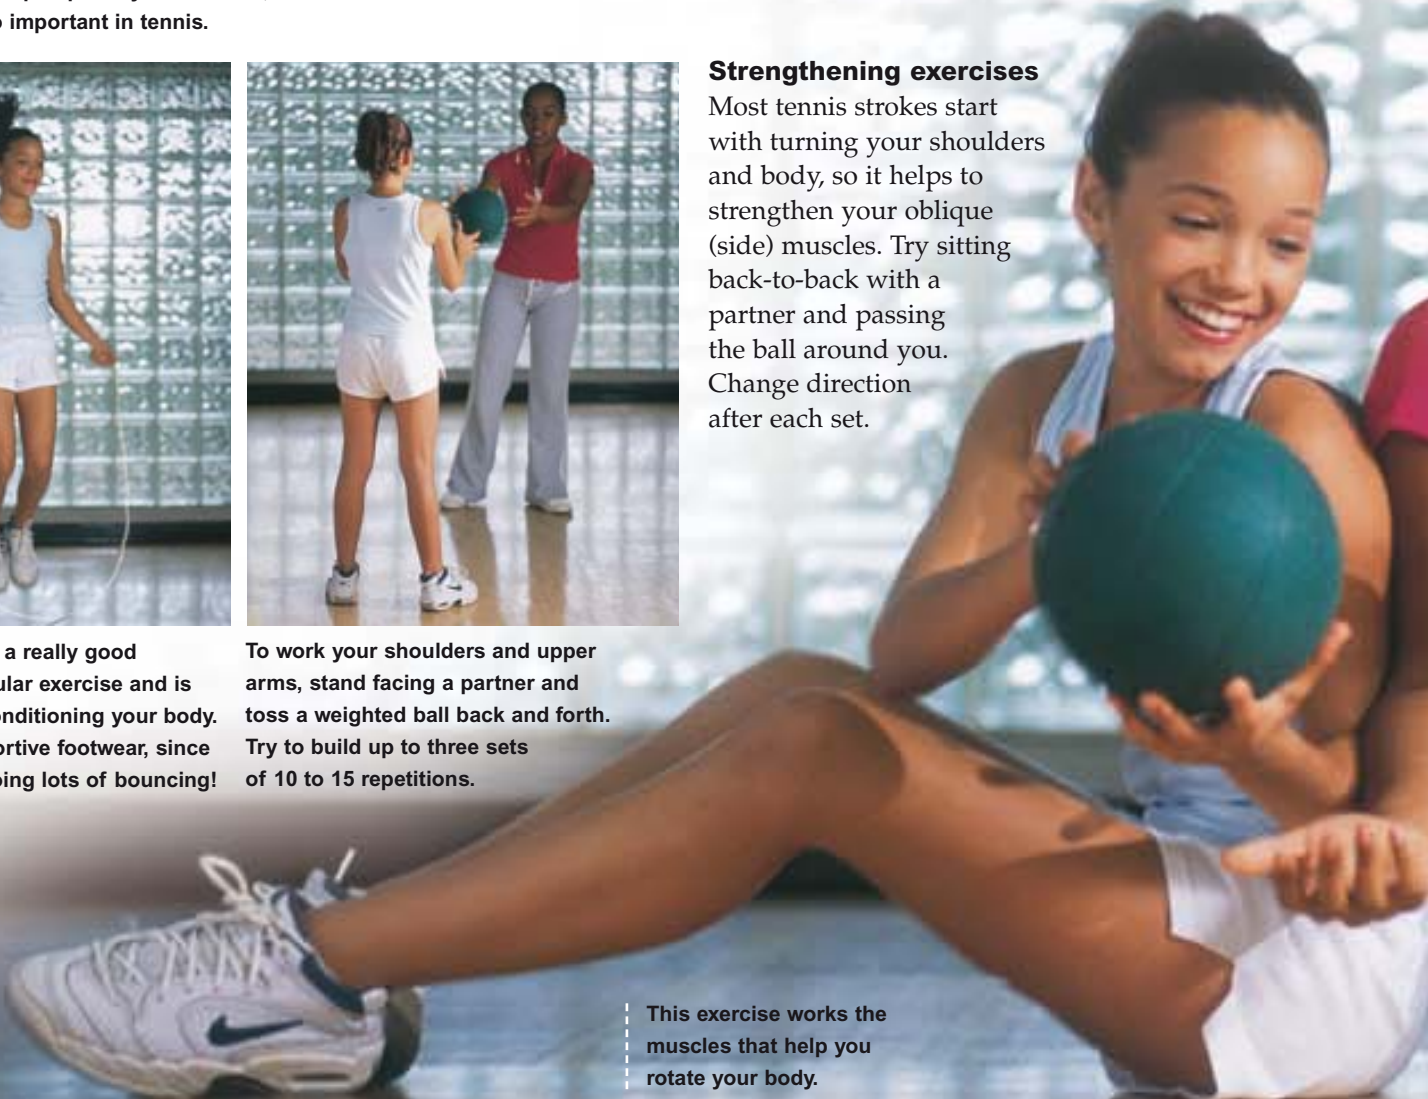 important in tennis.
Strengthening exercises
Most tennis strokes start
with turning your shoulders
and body, so it helps to
strengthen your oblique
(side) muscles. Try sitting
back-to-back with a
partner and passing
the ball around you.
Change direction
after each set.
a really good
exercise and is
your body.
footwear, since
lots of bouncing!
To work your shoulders and upper
arms, stand facing a partner and
toss a weighted ball back and forth.
Try to build up to three sets
of 10 to 15 repetitions.
This exercise works the
muscles that help you
rotate your body.